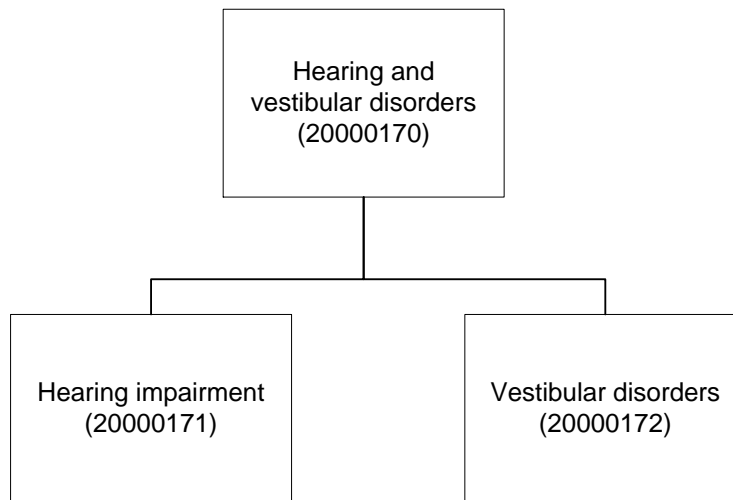 Hearing and
vestibular disorders
(20000170)
Hearing impairment
(20000171)
Vestibular disorders
(20000172)